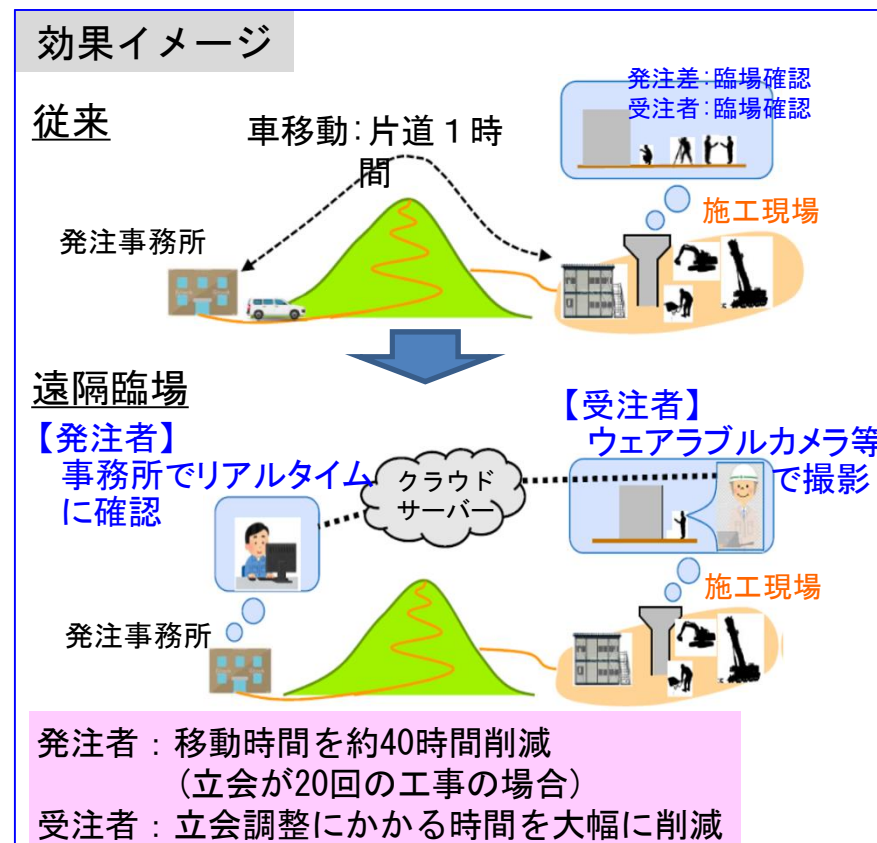 効果イメージ
従来
車移動：片道１時
間
発注差：臨場確認
受注者：臨場確認
施工現場
発注事務所
遠隔臨場
【発注者】
事務所でリアルタイム
に確認
クラウド
サーバー
【受注者】
ウェアラブルカメラ等
で撮影
施工現場
発注事務所
発注者：移動時間を約40時間削減
（立会が20回の工事の場合）
受注者：立会調整にかかる時間を大幅に削減